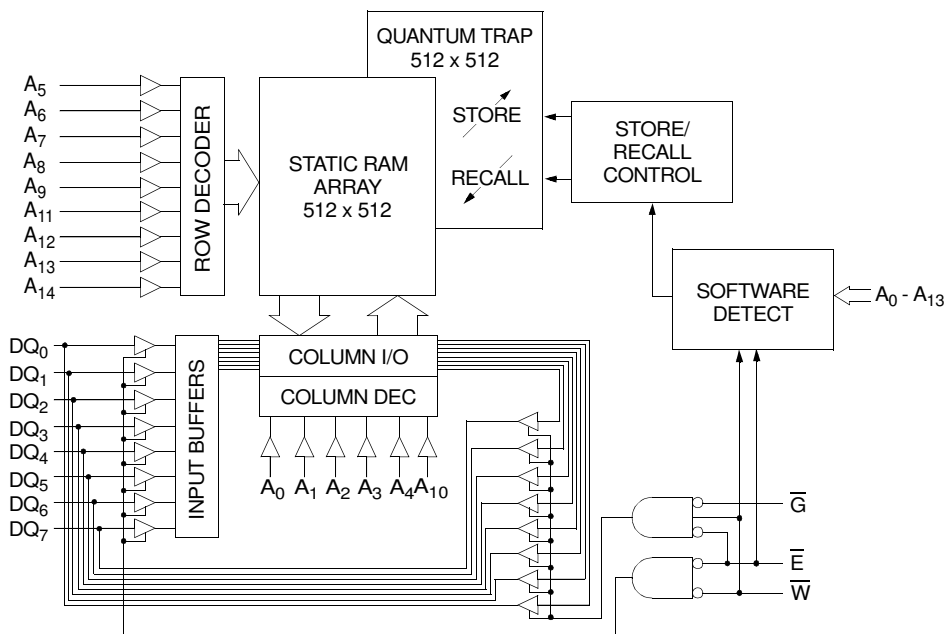 QUANTUM TRAP
512 x 512
STORE
RECALL
A5
A6
A7
A8
A9
A11
A12
A13
A14
ROW DECODER
STATIC RAM
ARRAY
512 x 512
STORE/
RECALL
CONTROL
SOFTWARE
DETECT
A0 - A13
DQ0
DQ1
DQ2
DQ3
DQ4
DQ5
DQ6
DQ7
INPUT BUFFERS
COLUMN I/O
COLUMN DEC
A0 A1 A2 A3 A4 A10
G̅
E̅
W̅